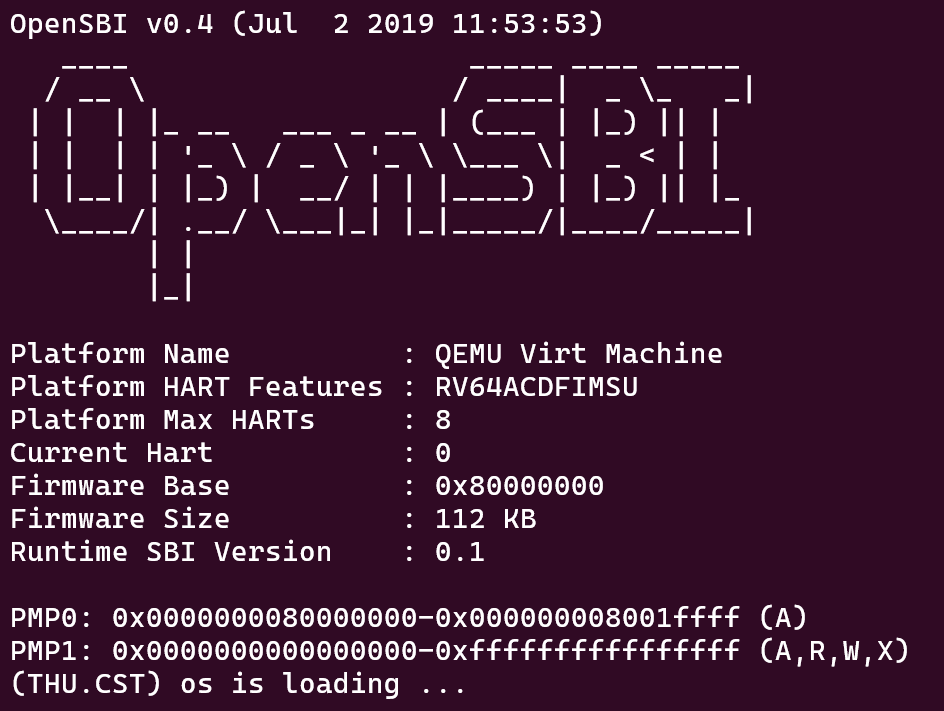 OpenSBI v0.4 (Jul  2 2019 11:53:53)
   ____                    _____ ____ _____
  / __ \                  / ____|  _ \_   _|
 | |  | |_ __   ___ _ __ | (___ | |_) || |
 | |  | | '_ \ / _ \ '_ \ \___ \|  _ < | |
 | |__| | |_) |  __/ | | |____) | |_) || |_
  \____/| .__/ \___|_| |_|_____/|____/_____|
        | |
        |_|

Platform Name          : QEMU Virt Machine
Platform HART Features : RV64ACDFIMSU
Platform Max HARTs     : 8
Current Hart           : 0
Firmware Base          : 0x80000000
Firmware Size          : 112 KB
Runtime SBI Version    : 0.1

PMP0: 0x0000000080000000-0x000000008001ffff (A)
PMP1: 0x0000000000000000-0xffffffffffffffff (A,R,W,X)
(THU.CST) os is loading ...